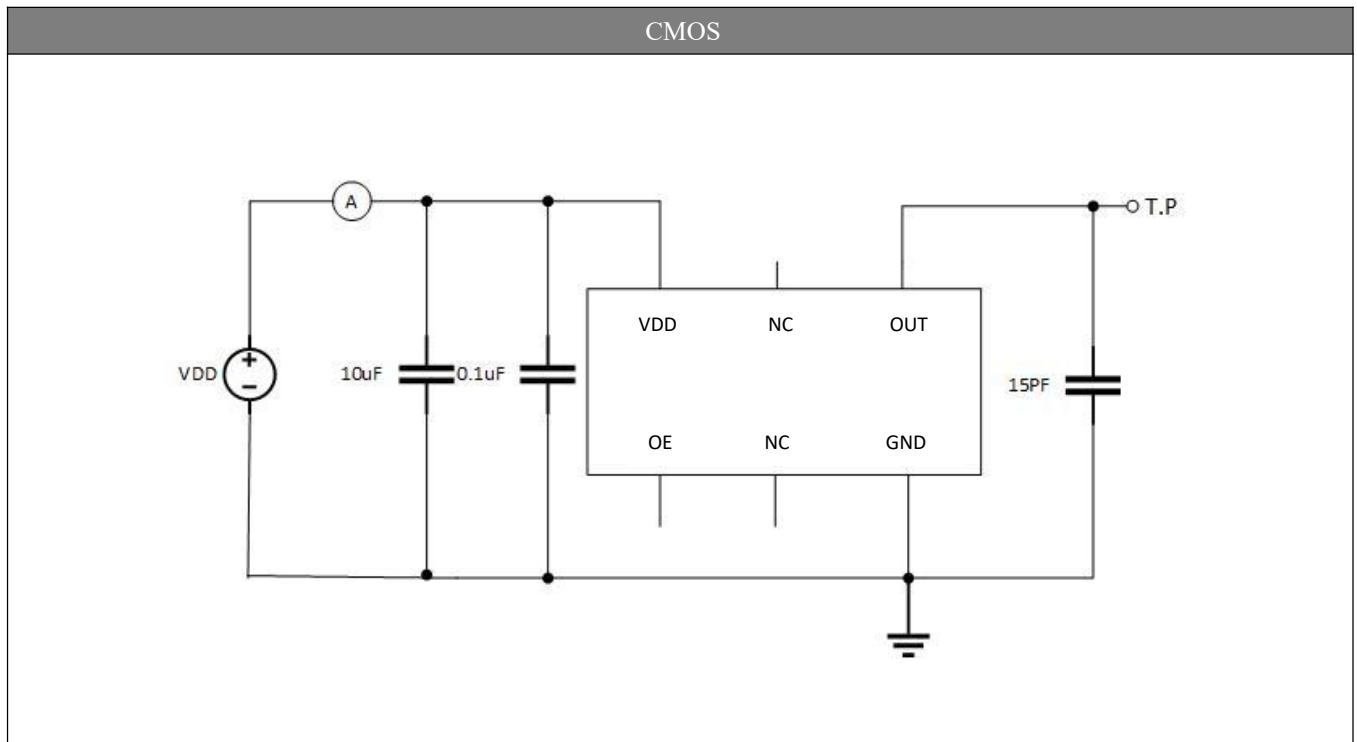 CMOS
A
T.P
VDD NC OUT
VDD
10uF
0.1uF
15PF
OE NC GND